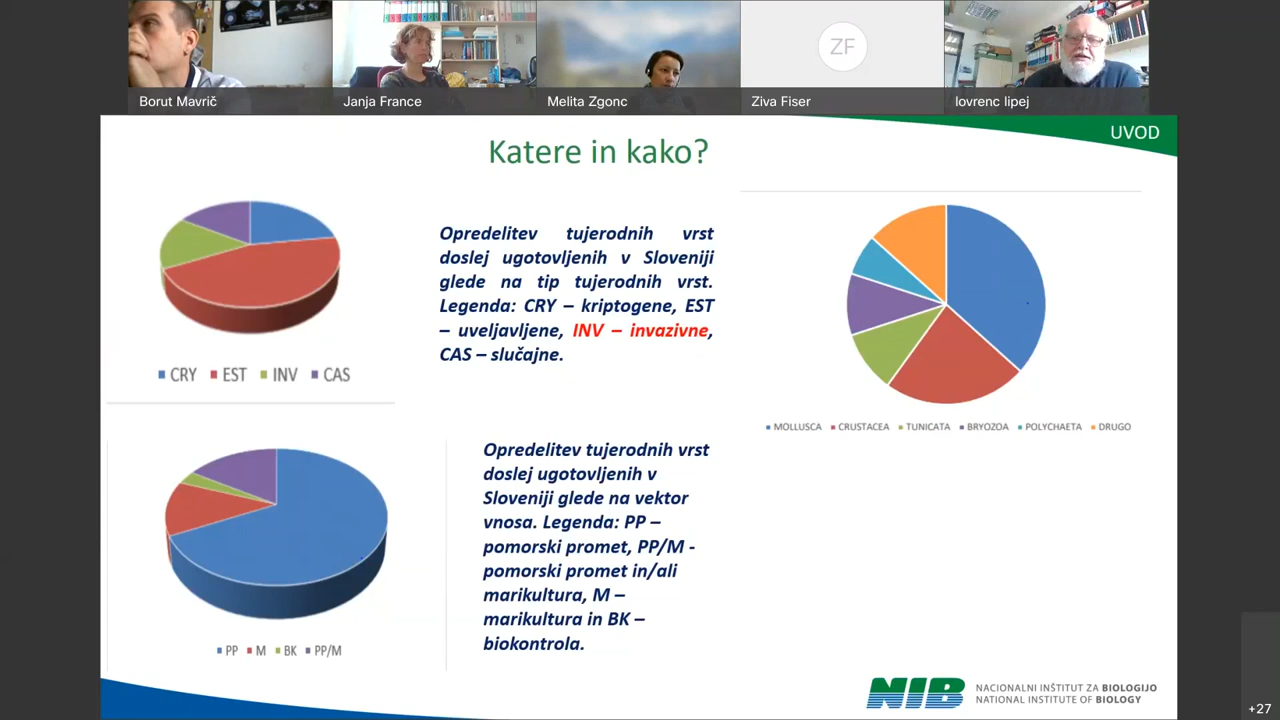 Borut Mavrič
Janja France
Melita Zgonc
ZF
Ziva Fiser
lovrenc lipej
UVOD
Katere in kako?
Opredelitev tujerodnih vrst
doslej ugotovljenih v Sloveniji
glede na tip tujerodnih vrst.
Legenda: CRY – kriptogene, EST
– uveljavljene, INV – invazivne,
CAS – slučajne.
CRY EST INV CAS
MOLLUSCA CRUSTACEA TUNICATA BRYOZOA POLYCHAETA DRUGO
Opredelitev tujerodnih vrst
doslej ugotovljenih v
Sloveniji glede na vektor
vnosa. Legenda: PP –
pomorski promet, PP/M -
pomorski promet in/ali
marikultura, M –
marikultura in BK –
biokontrola.
PP M BK PP/M
NIB
NACIONALNI INŠTITUT ZA BIOLOGIJO
NATIONAL INSTITUTE OF BIOLOGY
+27